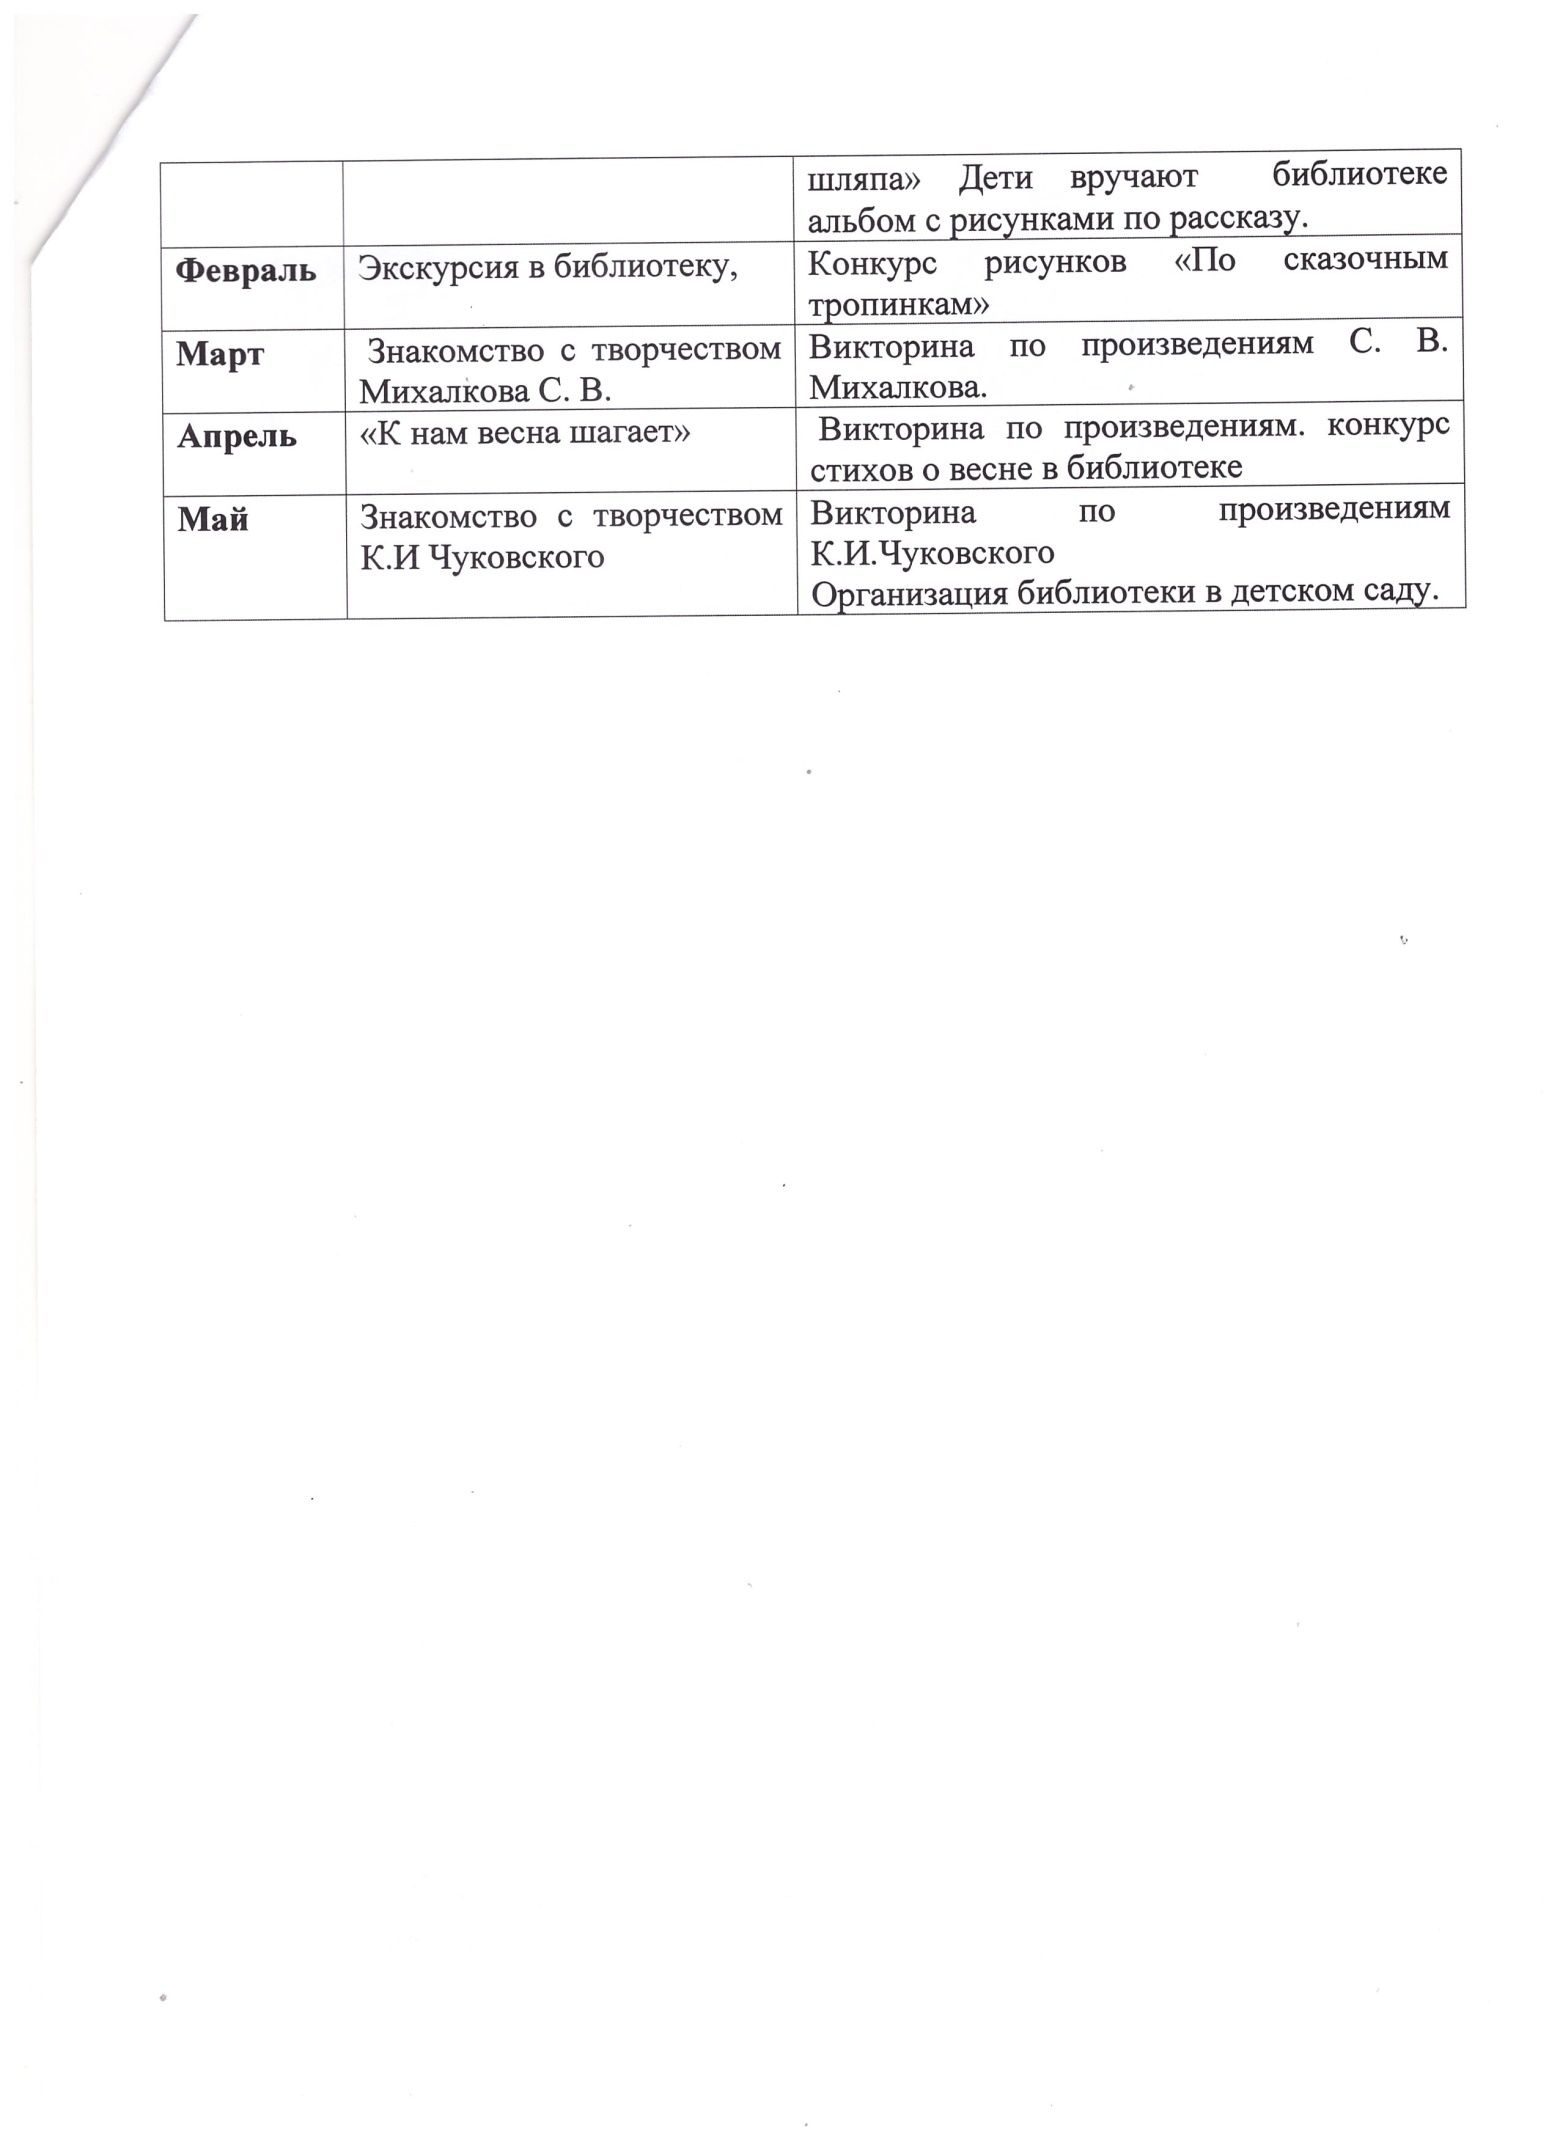 шляпа» Дети вручают библиотеке
альбом с рисунками по рассказу.
Февраль
Экскурсия в библиотеку,
Конкурс рисунков «По сказочным
тропинкам»
Март
Знакомство с творчеством
Михалкова С. В.
Викторина по произведениям С. В.
Михалкова.
Апрель
«К нам весна шагает»
Викторина по произведениям. конкурс
стихов о весне в библиотеке
Май
Знакомство с творчеством
К.И Чуковского
Викторина по произведениям
К.И.Чуковского
Организация библиотеки в детском саду.